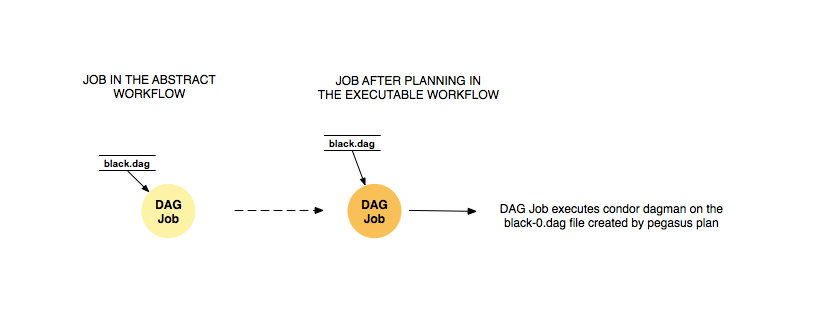 JOB IN THE ABSTRACT
WORKFLOW
JOB AFTER PLANNING IN
THE EXECUTABLE WORKFLOW
black.dag
black.dag
DAG
Job
DAG
Job
DAG Job executes condor dagman on the
black-0.dag file created by pegasus plan